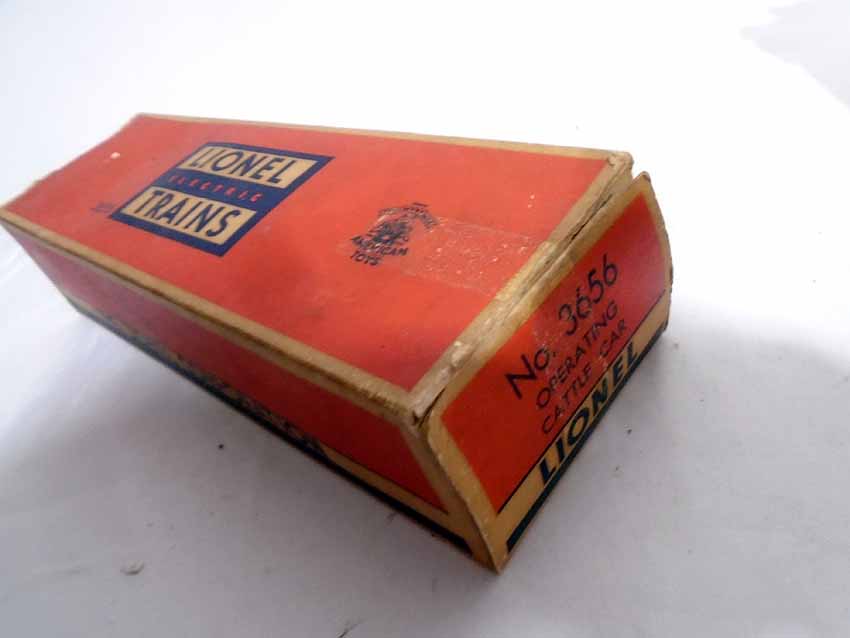 LIONEL
ELECTRIC
TRAINS
AMERICAN
TOYS
No. 3656
OPERATING
CATTLE CAR
LIONEL